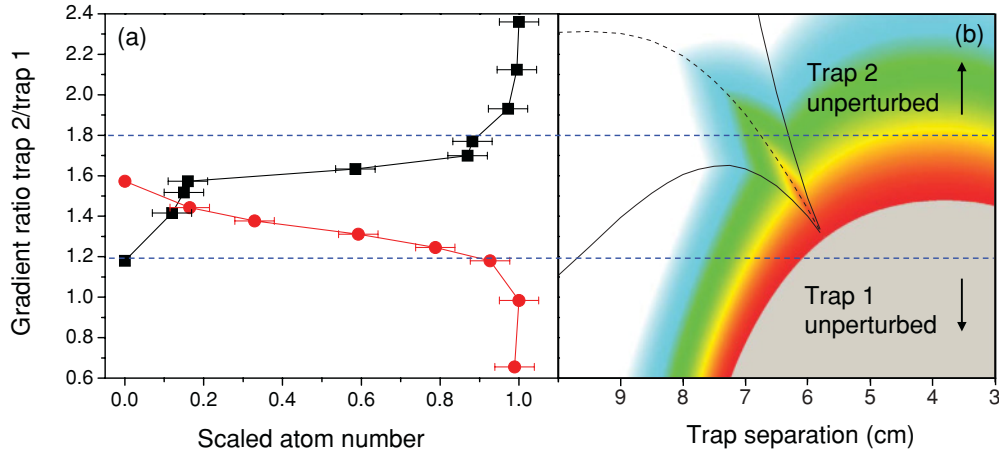 Gradient ratio trap 2/trap 1
2.4
2.2
2.0
1.8
1.6
1.4
1.2
1.0
0.8
0.6
(a)
0.0
0.2
0.4
0.6
0.8
1.0
Scaled atom number
(b)
Trap 2
unperturbed
Trap 1
unperturbed
9
8
7
6
5
4
3
Trap separation (cm)